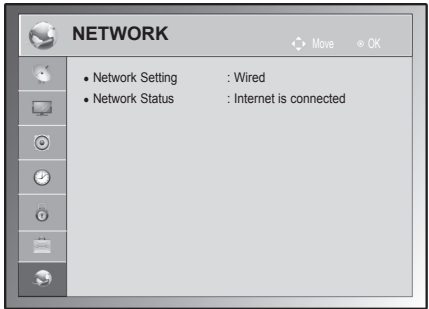 NETWORK
Move OK
• Network Setting : Wired
• Network Status : Internet is connected